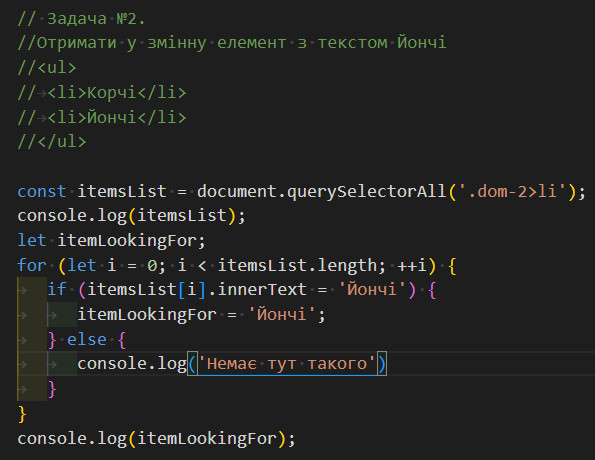 // Задача №2.
//Отримати у змінну елемент з текстом Йончі
//<ul>
// <li>Корчі</li>
// <li>Йончі</li>
//</ul>
const itemsList = document.querySelectorAll('.dom-2>li');
console.log(itemsList);
let itemLookingFor;
for (let i = 0; i < itemsList.length; ++i) {
if (itemsList[i].innerText = 'Йончі') {
itemLookingFor = 'Йончі';
} else {
console.log('Немає тут такого')
}
}
console.log(itemLookingFor);